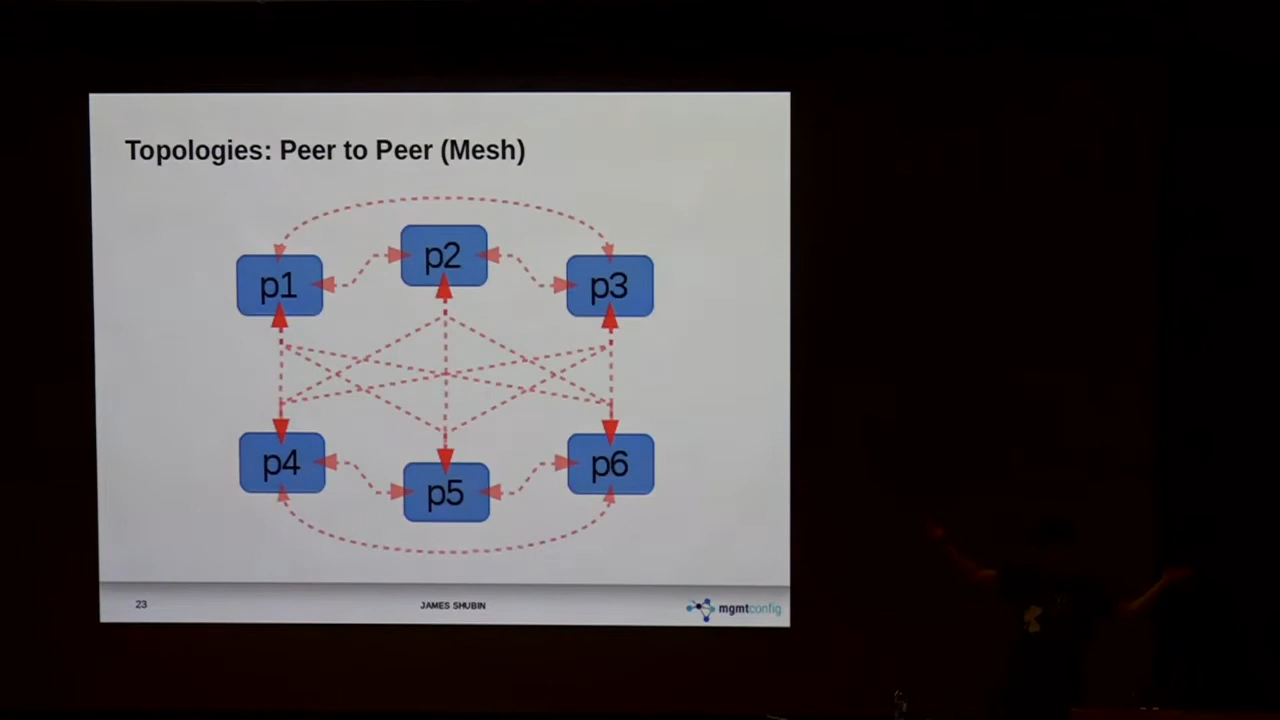 Topologies: Peer to Peer (Mesh)
p1
p2
p3
p4
p5
p6
23
JAMES SHUBIN
mgmtconfig